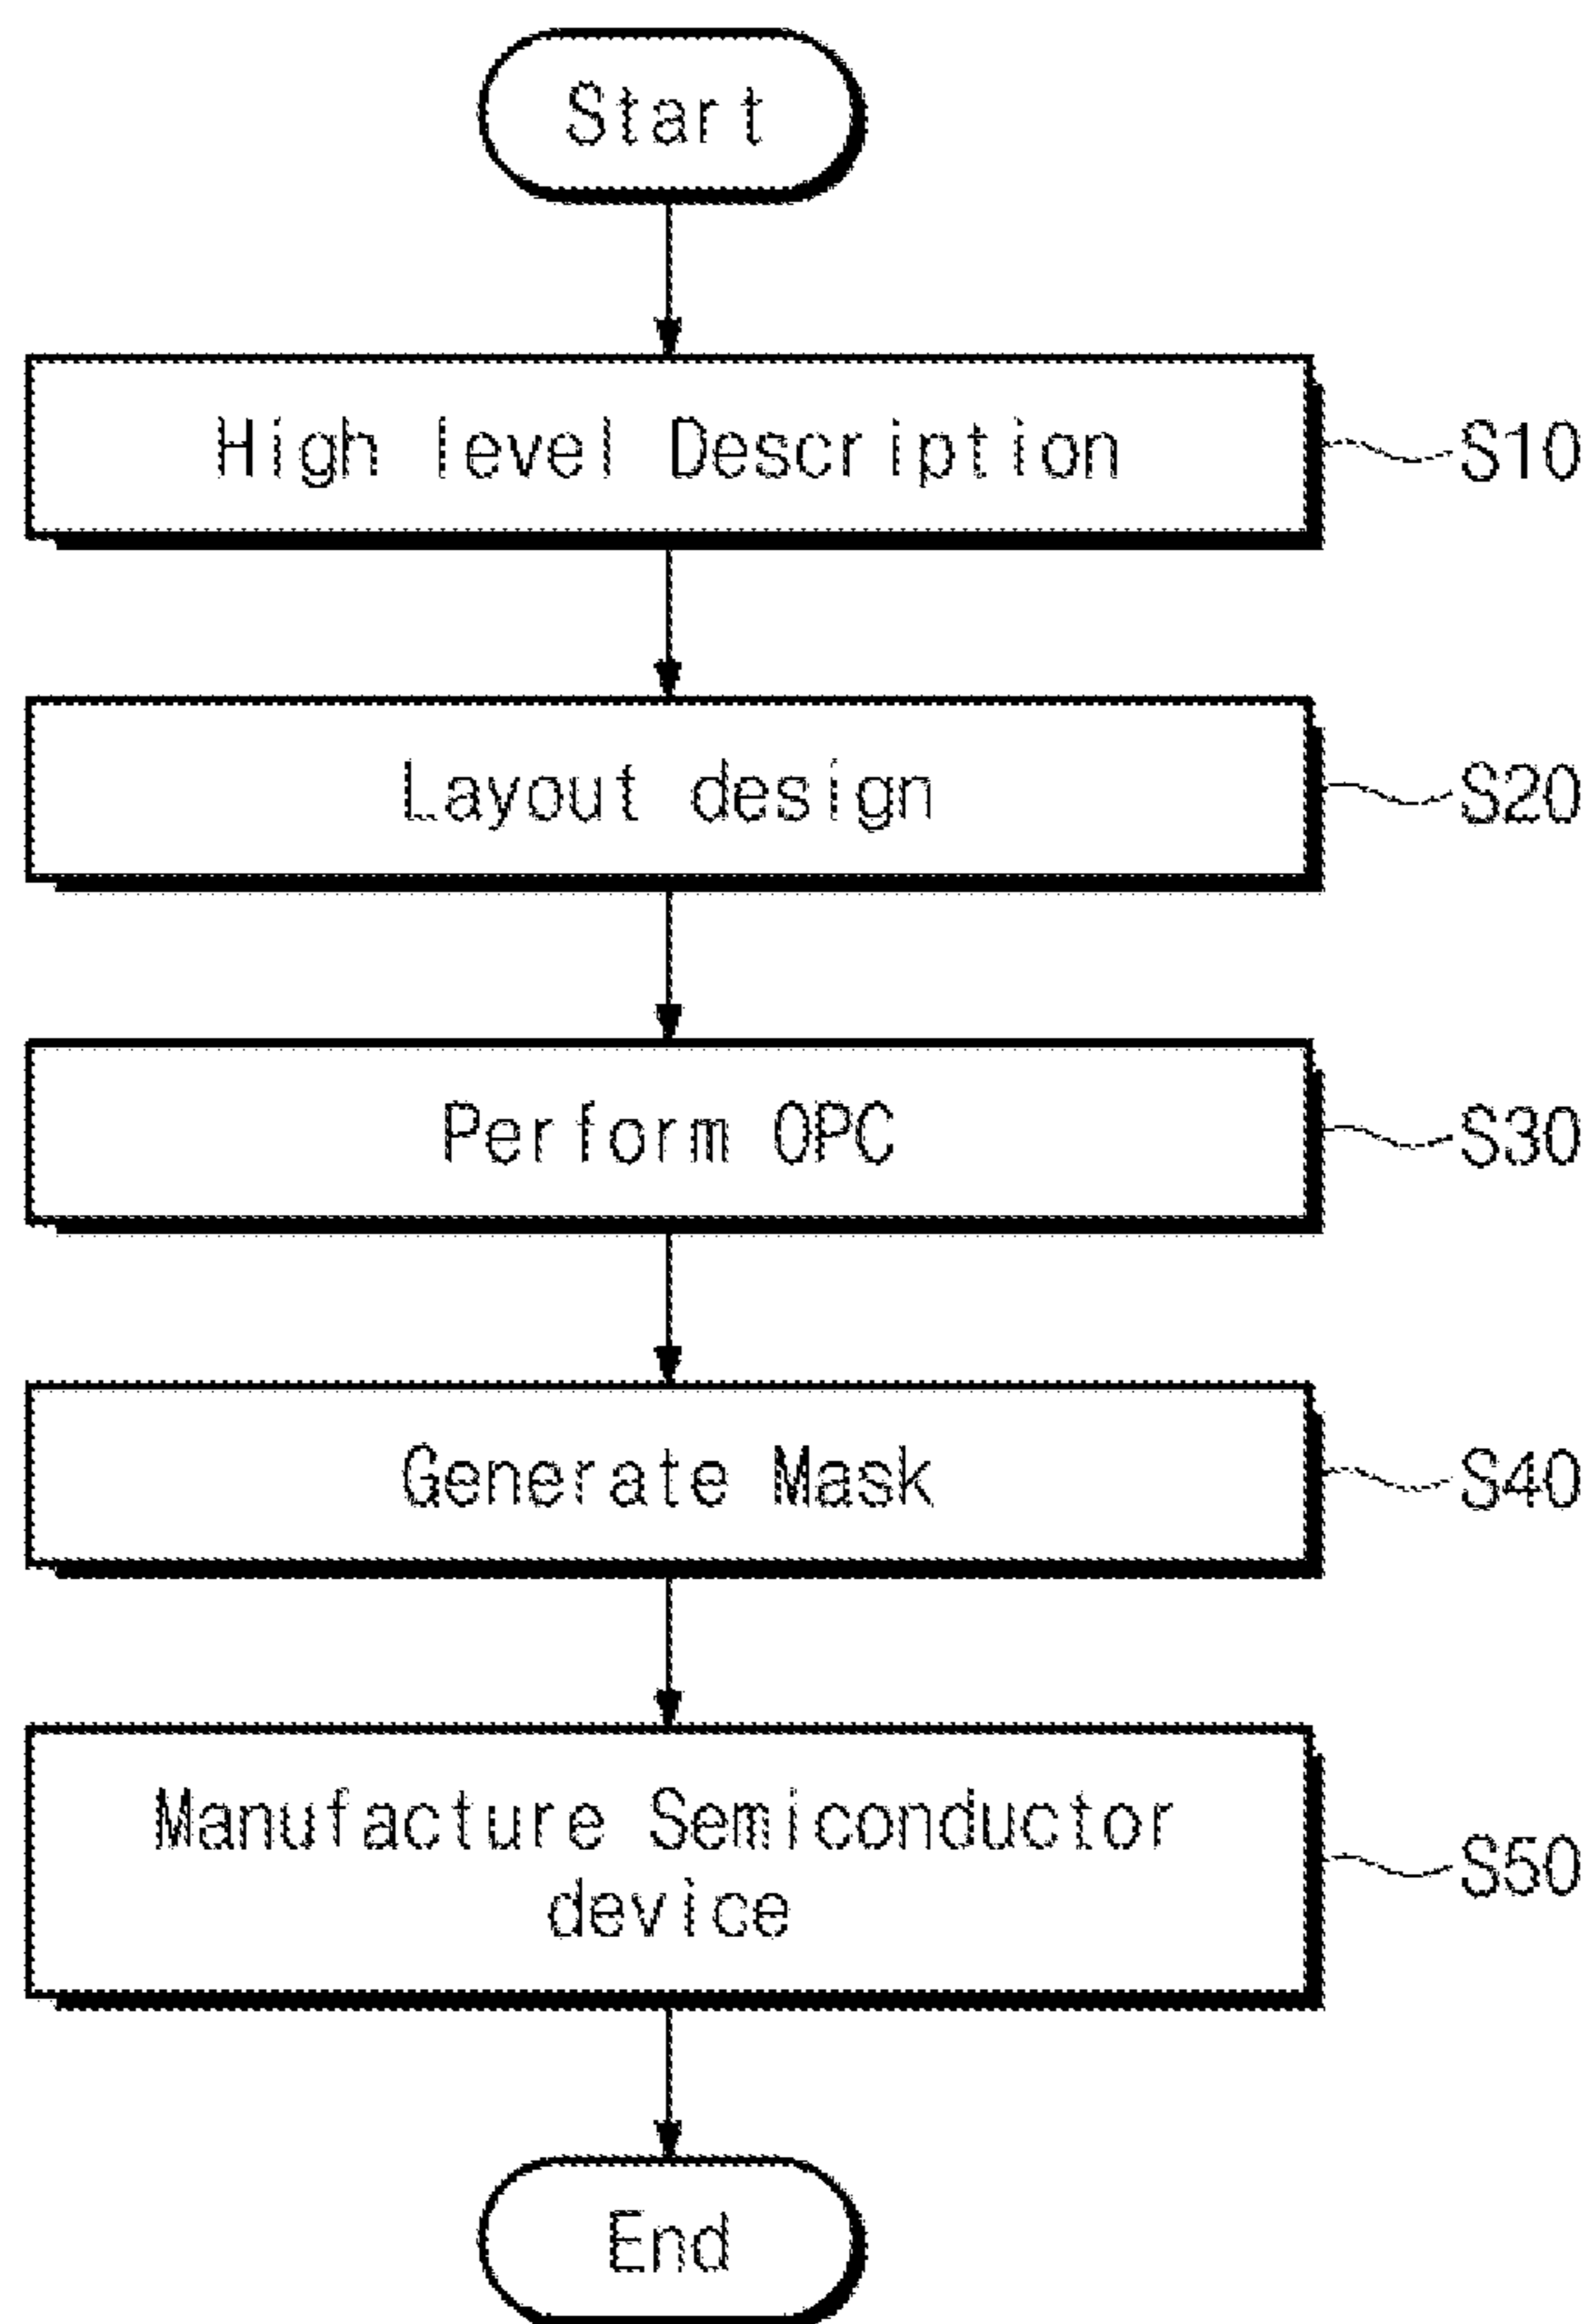 Start
High level Description
S10
Layout design
S20
Perform OPC
S30
Generate Mask
S40
Manufacture Semiconductor
device
S50
End